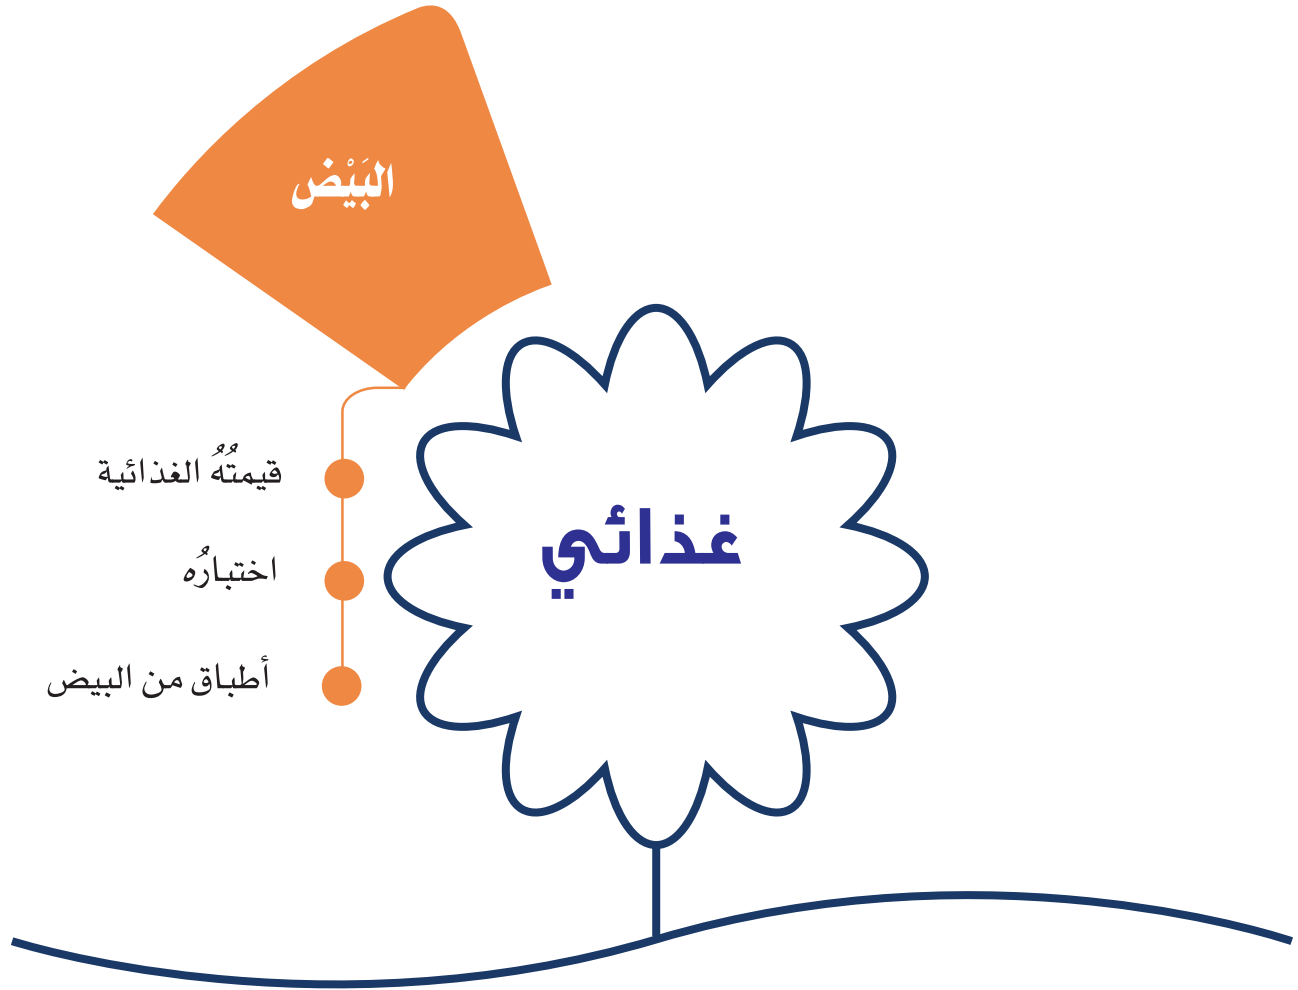 البَيْض
قيمتُهُ الغذائية
اختبارُه
أطباق من البيض
غذائي